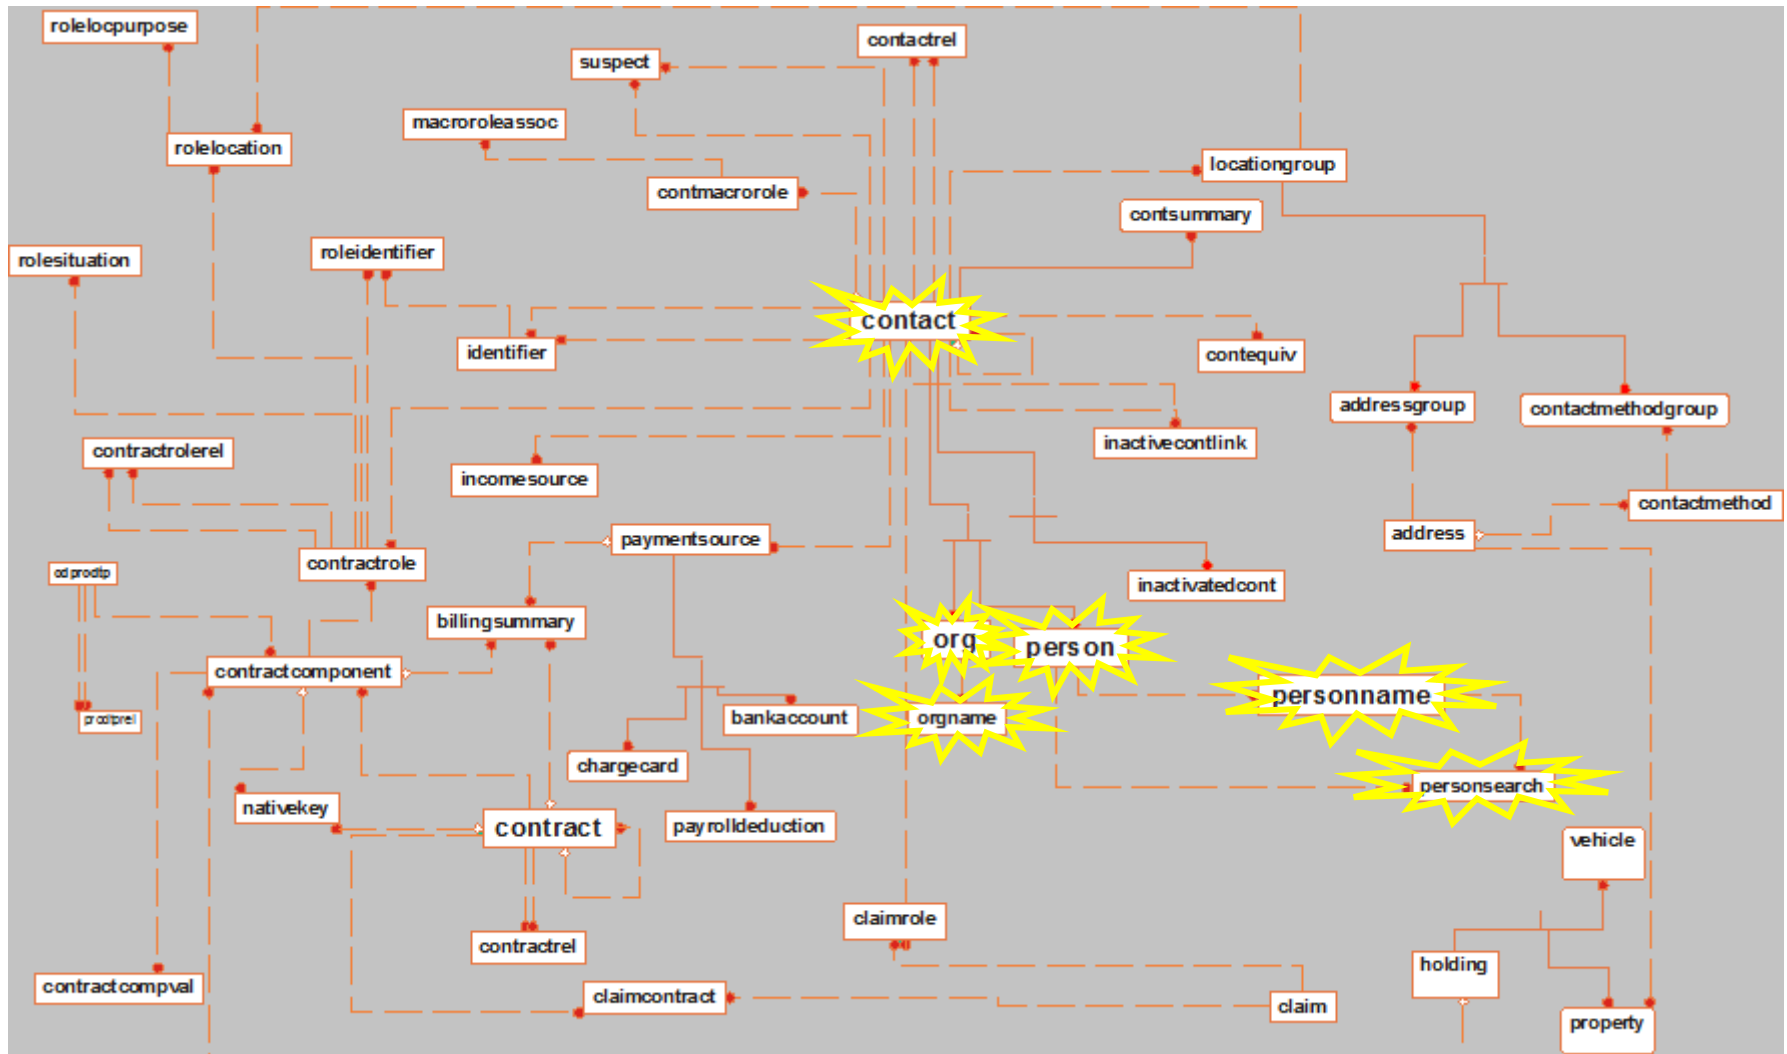 rolelocpurpose
contactrel
suspect
macroroleassoc
rolelocation
locationgroup
contmacrorole
contsummary
rolesituation
roleidentifier
contact
identifier
contequiv
addressgroup
contactmethodgroup
inactivecontlink
contractrolerel
incomesource
contactmethod
address
paymentsource
contractrole
cdprodtp
inactivatedcont
billingsummary
org
person
contractcomponent
personname
prodtprel
bankaccount
orgname
chargecard
personsearch
nativekey
contract
payrolldeduction
vehicle
claimrole
contractrel
holding
contractcompval
claimcontract
claim
property